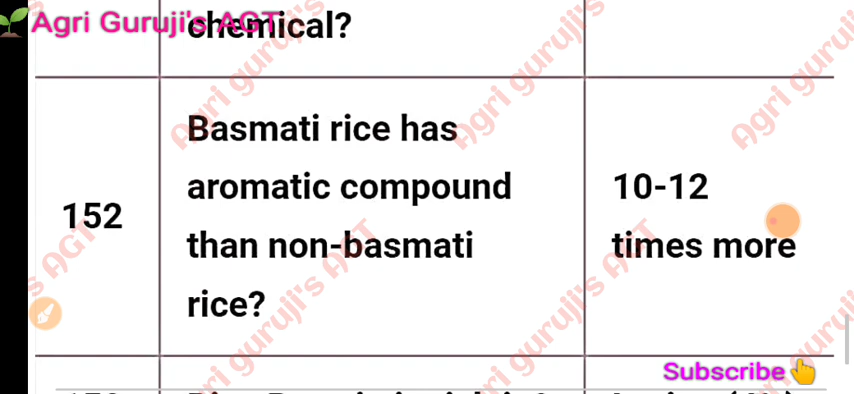 Agri Guruji's AGT
chemical?
152
Basmati rice has
aromatic compound
than non-basmati
rice?
10-12
times more
Subscribe